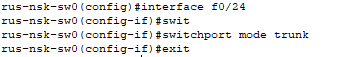 rus-nsk-sw0(config)#interface f0/24
rus-nsk-sw0(config-if)#swit
rus-nsk-sw0(config-if)#switchport mode trunk
rus-nsk-sw0(config-if)#exit